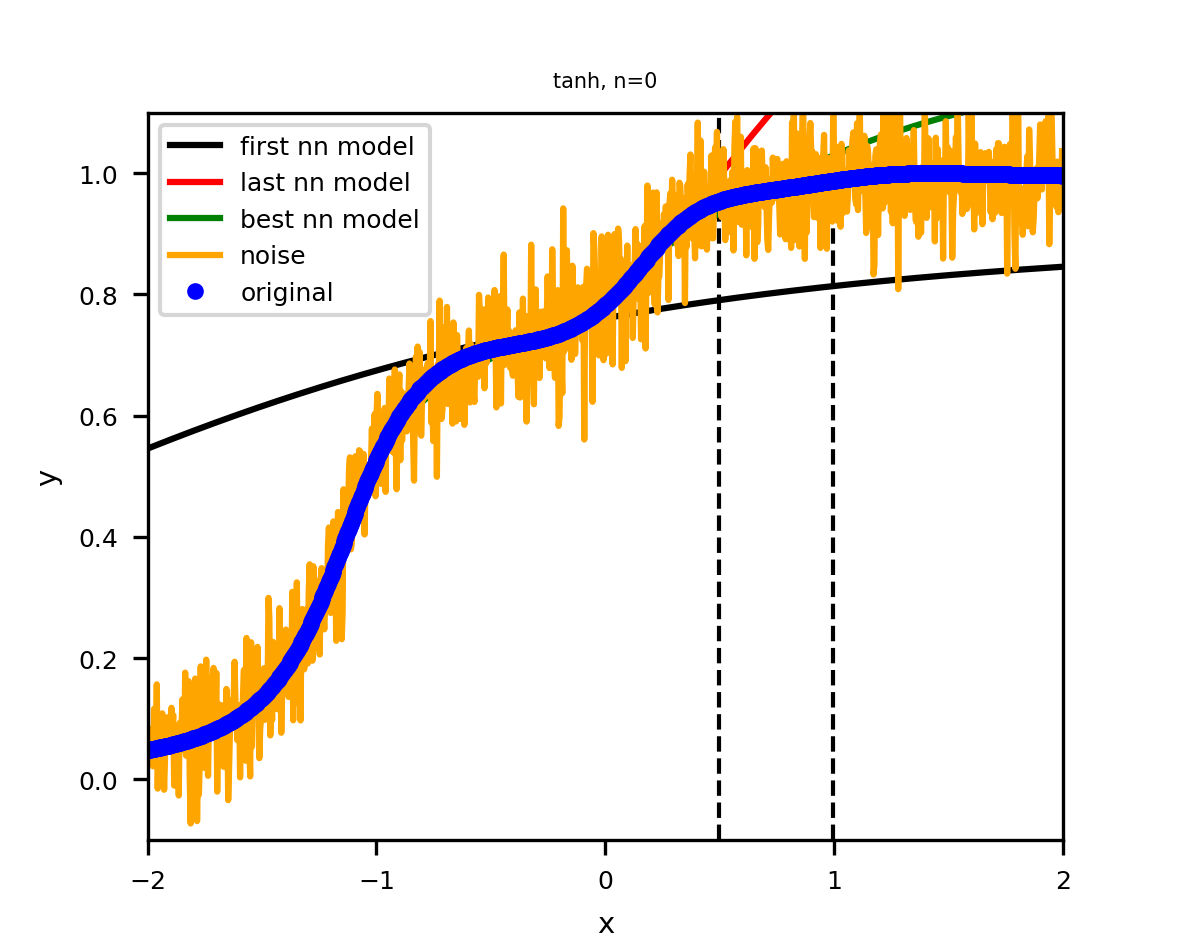 tanh, n=0
first nn model
last nn model
best nn model
noise
original
1.0
0.8
0.6
0.4
0.2
0.0
y
−2
−1
0
1
2
x